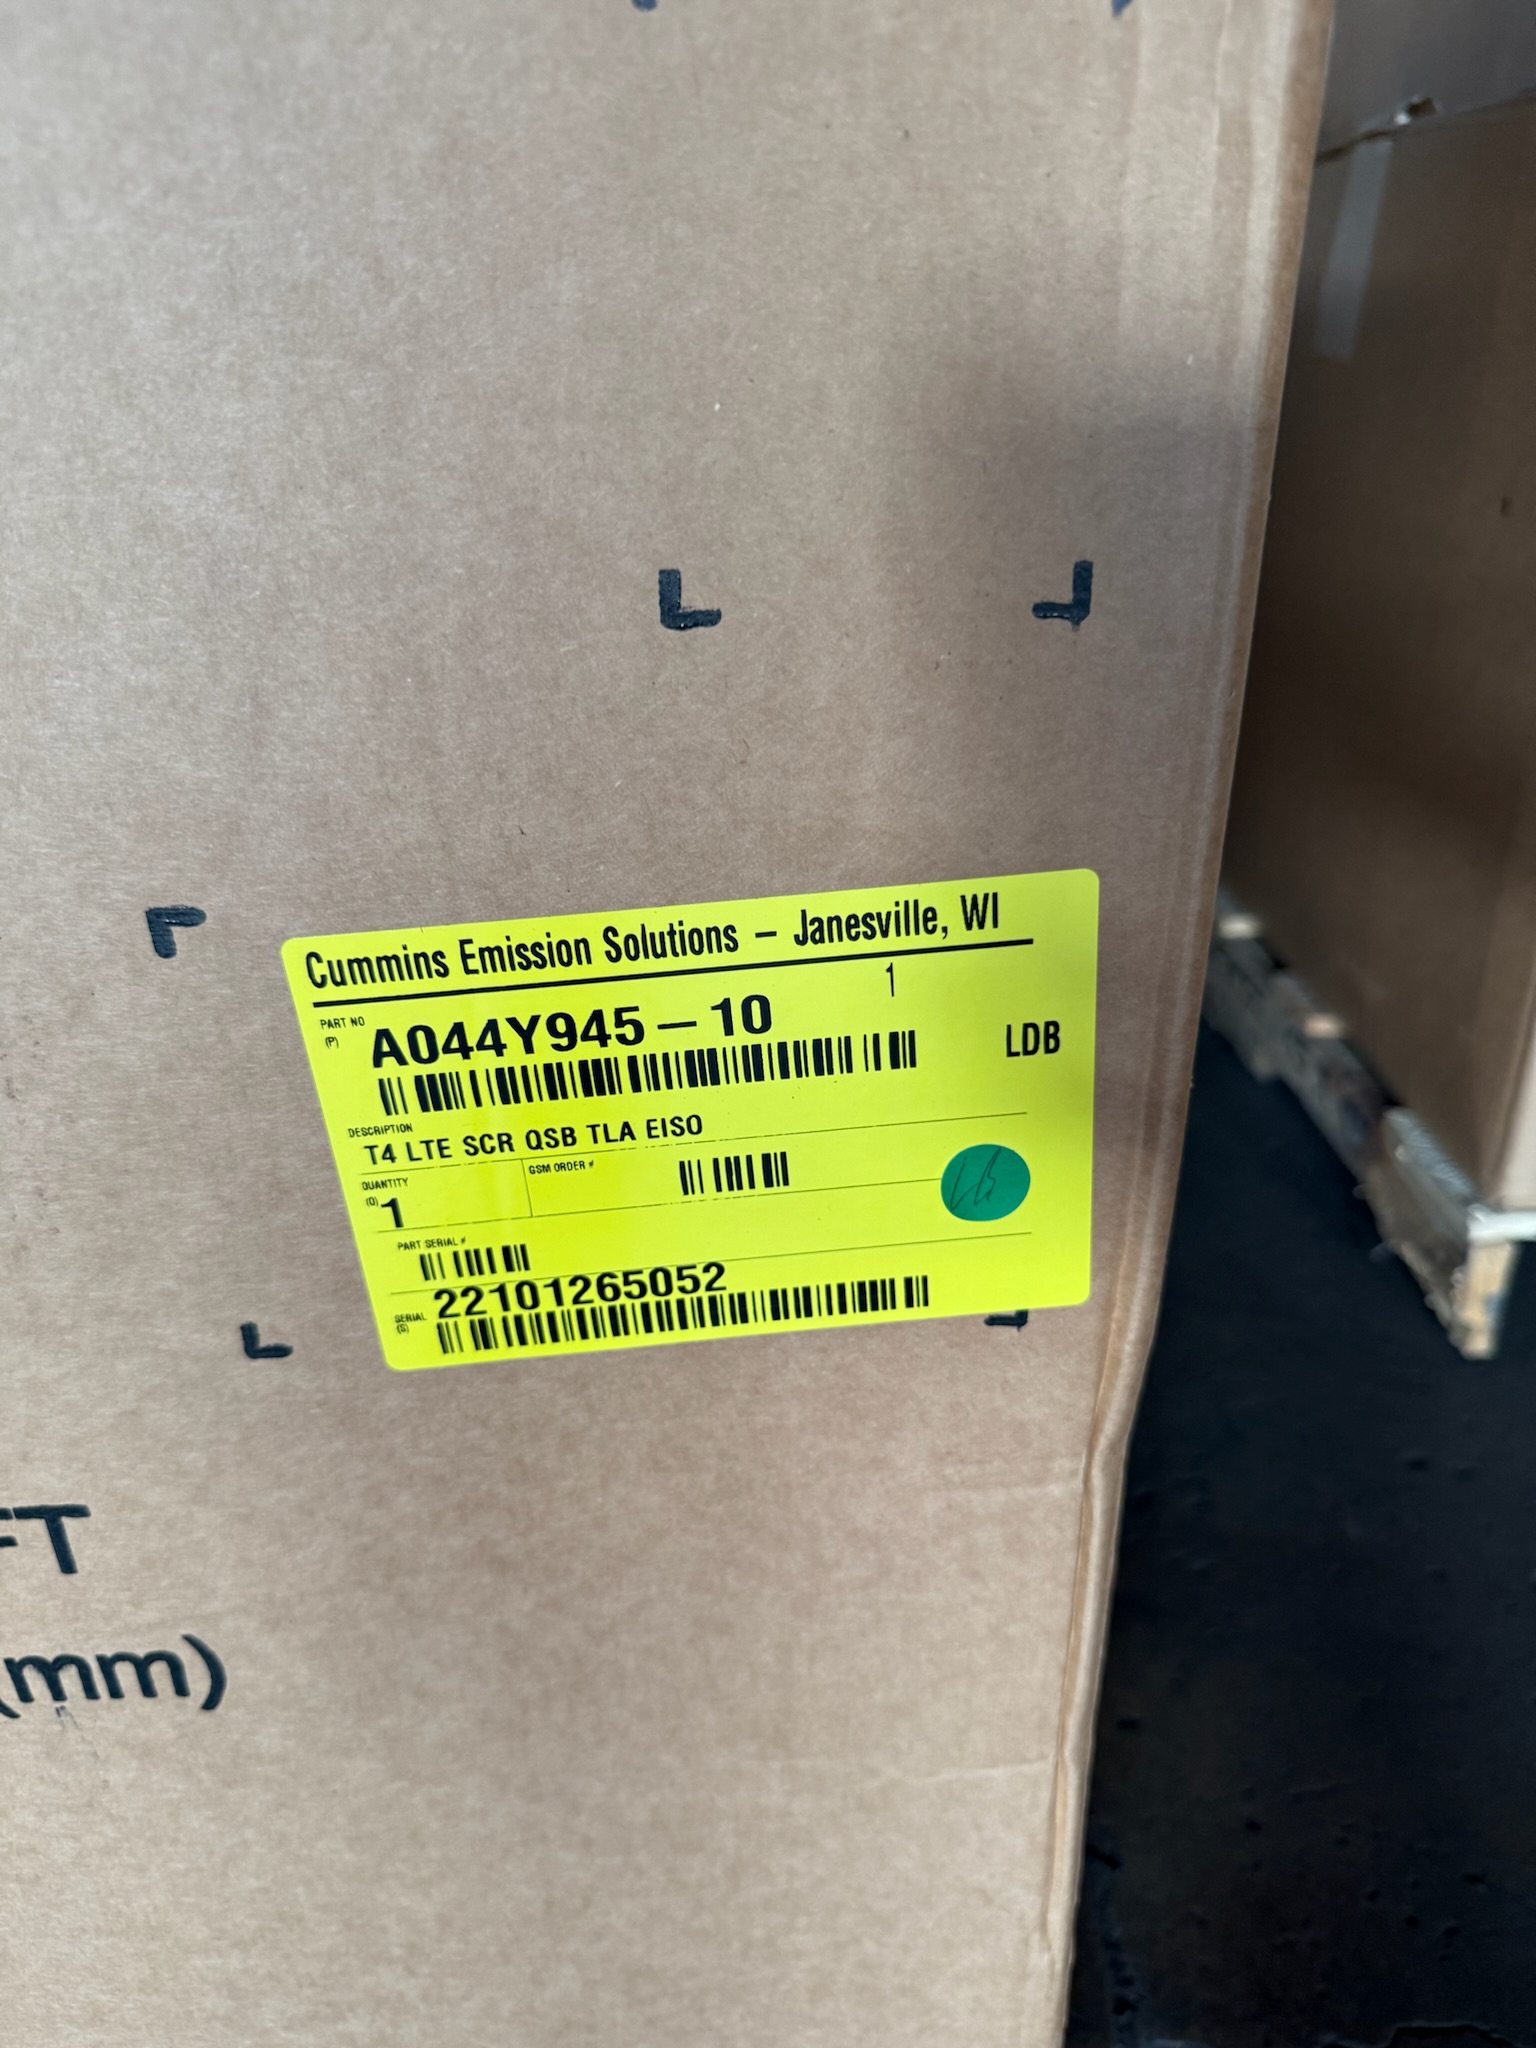 Cummins Emission Solutions – Janesville, WI
1
PART NO
(P)
A044Y945–10
LDB
DESCRIPTION
T4 LTE SCR QSB TLA EISO
QUANTITY
(Q)
1
GSM ORDER #
PART SERIAL #
SERIAL
(S)
22101265052
FT
(mm)